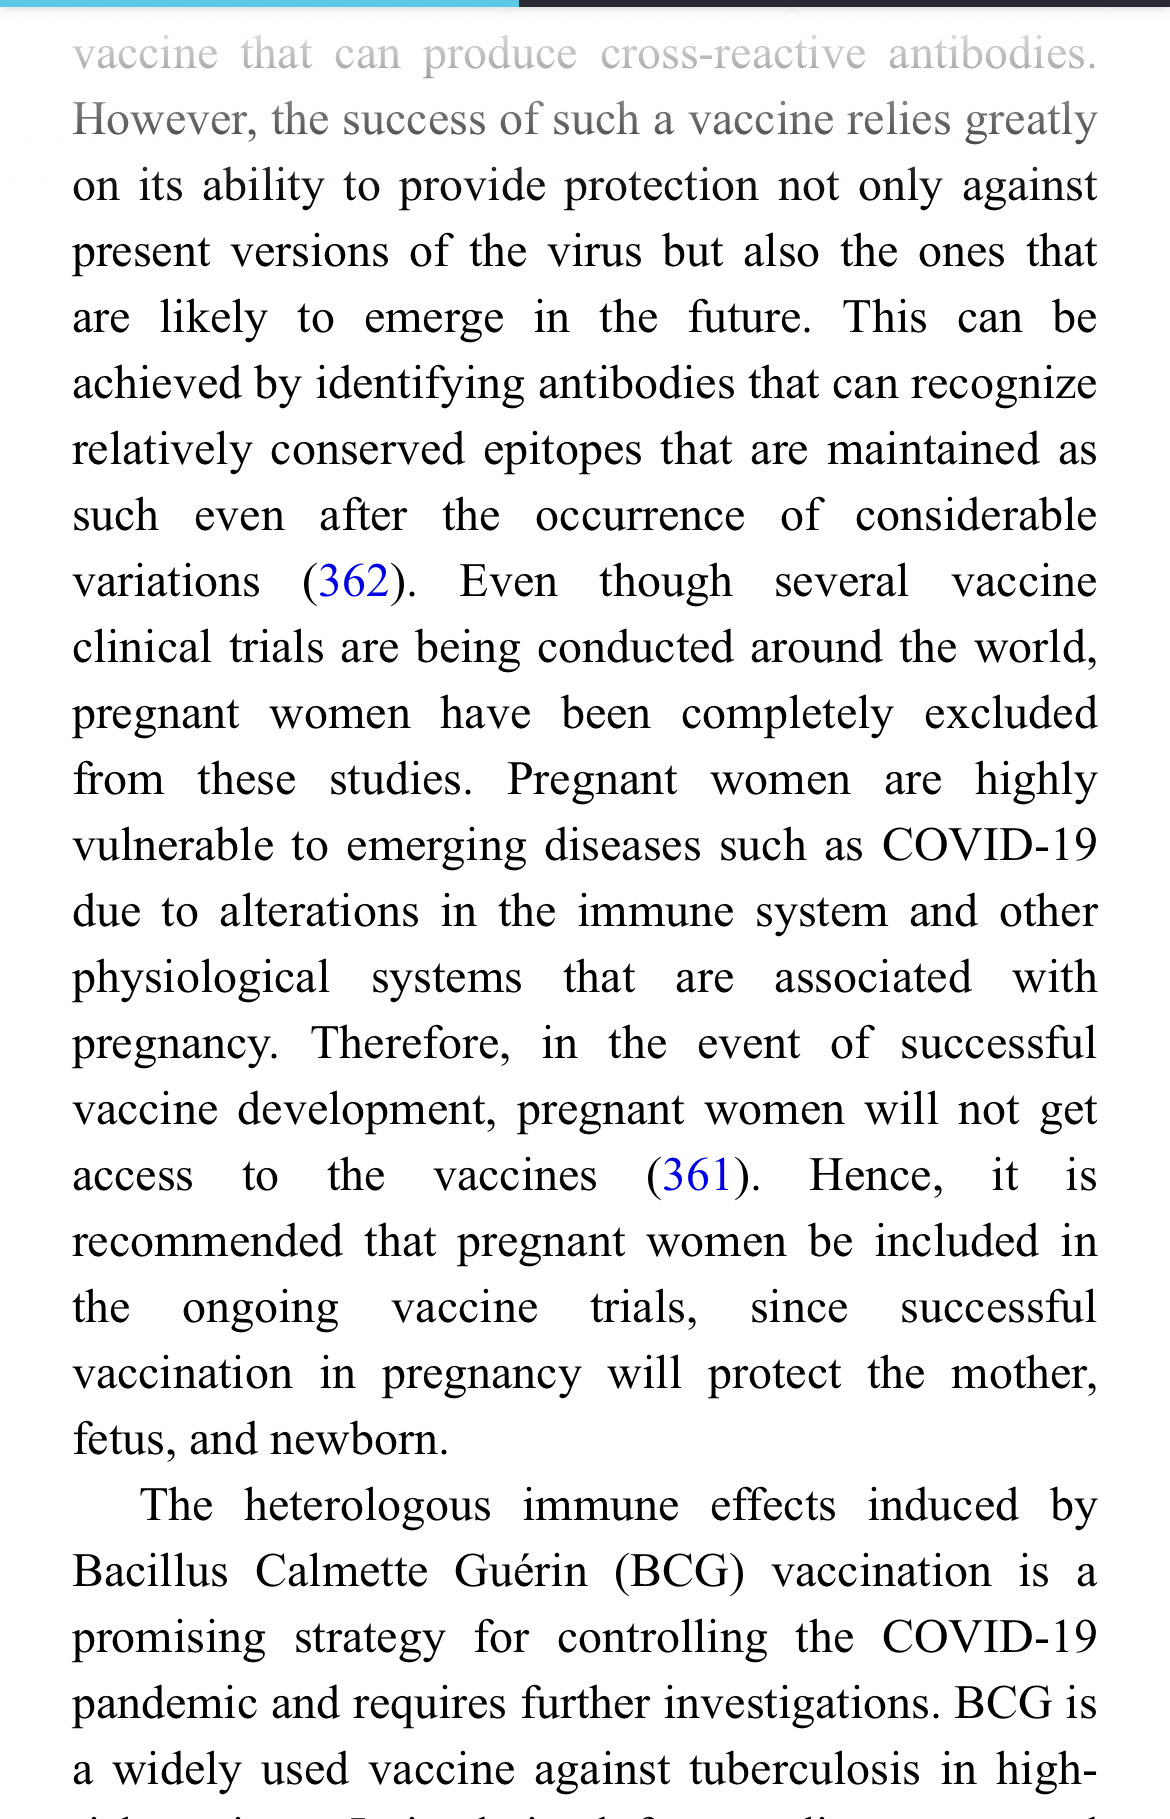 vaccine that can produce cross-reactive antibodies.
However, the success of such a vaccine relies greatly
on its ability to provide protection not only against
present versions of the virus but also the ones that
are likely to emerge in the future. This can be
achieved by identifying antibodies that can recognize
relatively conserved epitopes that are maintained as
such even after the occurrence of considerable
variations (362). Even though several vaccine
clinical trials are being conducted around the world,
pregnant women have been completely excluded
from these studies. Pregnant women are highly
vulnerable to emerging diseases such as COVID-19
due to alterations in the immune system and other
physiological systems that are associated with
pregnancy. Therefore, in the event of successful
vaccine development, pregnant women will not get
access to the vaccines (361). Hence, it is
recommended that pregnant women be included in
the ongoing vaccine trials, since successful
vaccination in pregnancy will protect the mother,
fetus, and newborn.
The heterologous immune effects induced by
Bacillus Calmette Guérin (BCG) vaccination is a
promising strategy for controlling the COVID-19
pandemic and requires further investigations. BCG is
a widely used vaccine against tuberculosis in high-